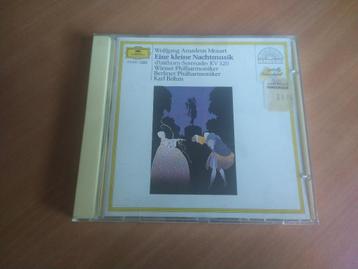 Wolfgang Amadeus Mozart
Eine kleine Nachtmusik
»Posthorn-Serenade« KV 320
Wiener Philharmoniker
Berliner Philharmoniker
Karl Böhm